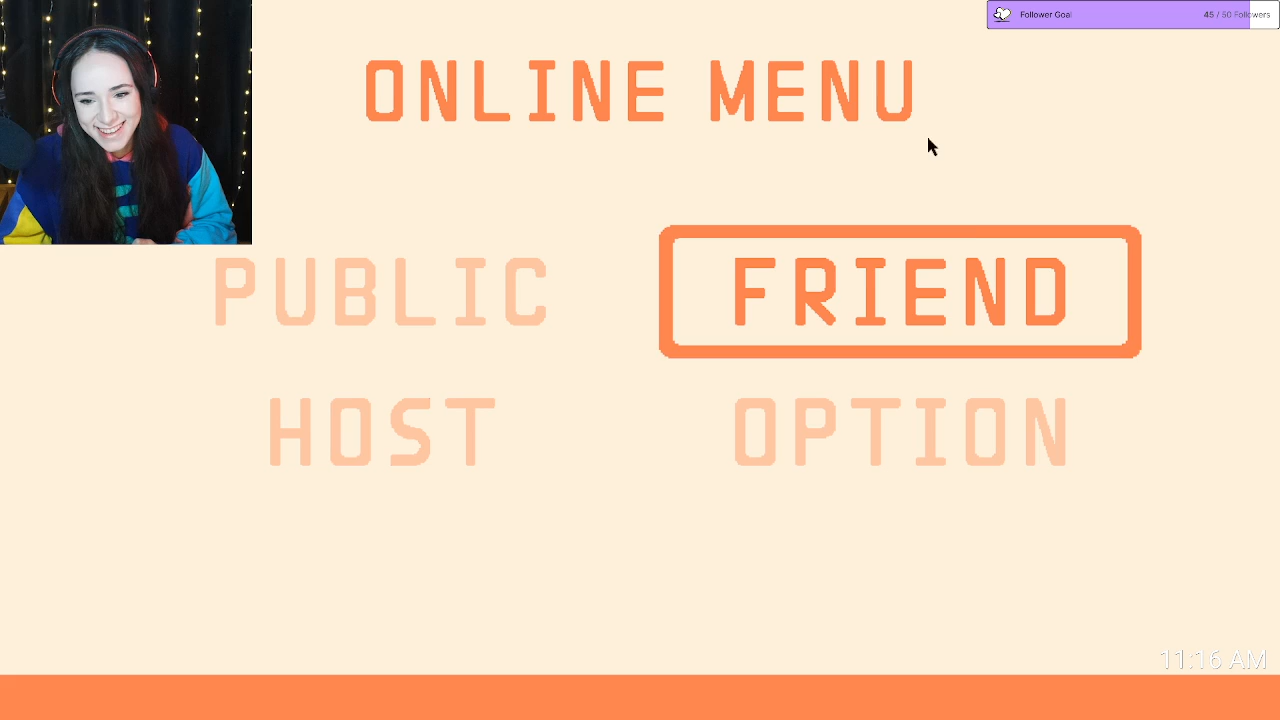 Follower Goal
45 / 50 Followers
ONLINE MENU
PUBLIC
FRIEND
HOST
OPTION
11:16 AM